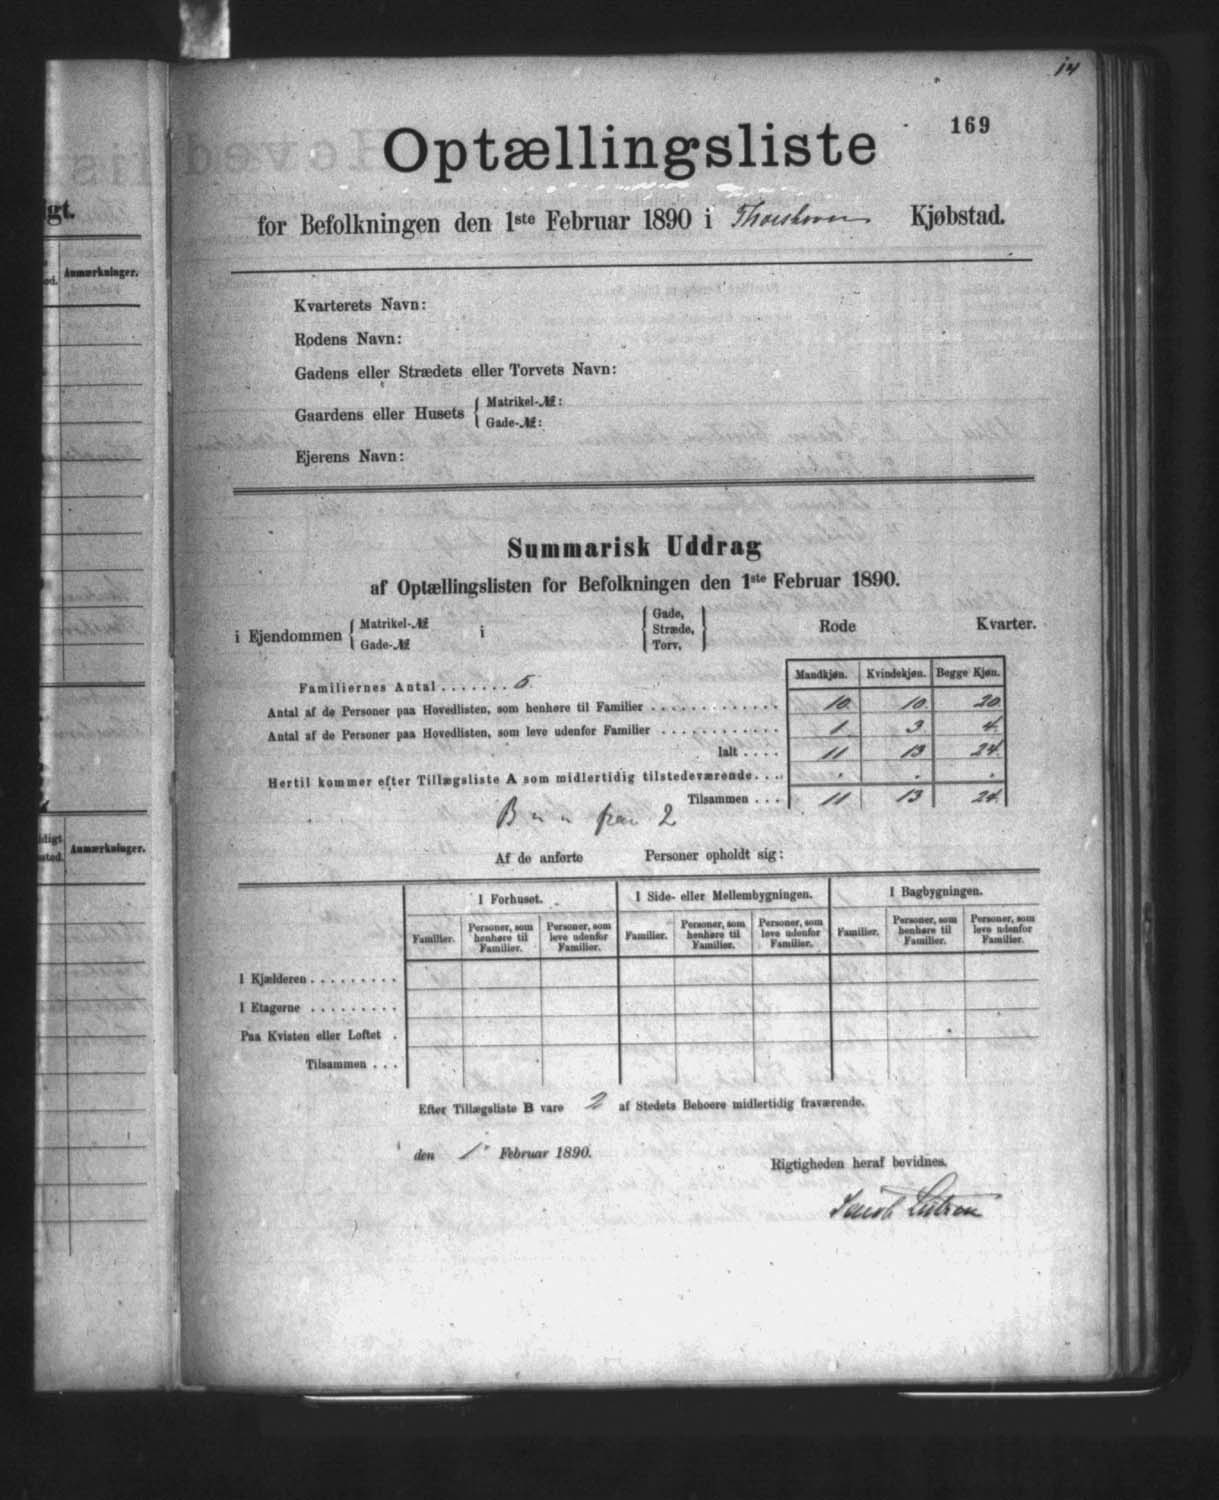 14
169
Optællingsliste
for Befolkningen den 1ste Februar 1890 i Thorshavn Kjøbstad.
Kvarterets Navn:
Rodens Navn:
Gadens eller Strædets eller Torvets Navn:
Gaardens eller Husets { Matrikel-№:
Gade-№:
Ejerens Navn:
Summarisk Uddrag
af Optællingslisten for Befolkningen den 1ste Februar 1890.
i Ejendommen { Matrikel-№ Gade-№ i { Gade, Stræde, Torv. } Rode Kvarter.
Mandkjøn. Kvindekjøn. Begge Kjøn.
Familiernes Antal . . . . . . . 5
Antal af de Personer paa Hovedlisten, som henhøre til Familier . . . . . . . . . . . . . 10. 10. 20.
Antal af de Personer paa Hovedlisten, som leve udenfor Familier . . . . . . . . . . . . 1. 3. 4.
Ialt . . . . 11 13 24.
Hertil kommer efter Tillægsliste A som midlertidig tilstedeværende. . . . . . .
Tilsammen . . . 11 13 24.
B " " fra 2
Af de anførte Personer opholdt sig:
I Forhuset. I Side- eller Mellembygningen. I Bagbygningen.
Familier. Personer, som henhøre til Familier. Personer, som leve udenfor Familier. Familier. Personer, som henhøre til Familier. Personer, som leve udenfor Familier. Familier. Personer, som henhøre til Familier. Personer, som leve udenfor Familier.
I Kjælderen . . . . . . . . .
I Etagerne . . . . . . . . .
Paa Kvisten eller Loftet .
Tilsammen . . .
Efter Tillægsliste B vare 2 af Stedets Beboere midlertidig fraværende.
den 1' Februar 1890.
Rigtigheden heraf bevidnes.
Jacob Lützen
igt.
Anmærkninger.
Anmærkninger.